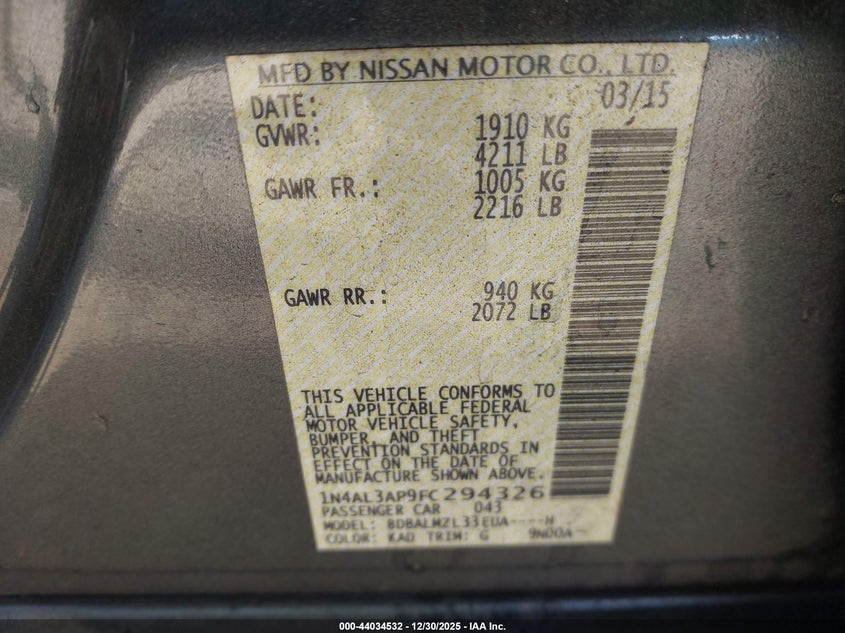 MFD BY NISSAN MOTOR CO., LTD.
DATE: 03/15
GVWR: 1910 KG
4211 LB
GAWR FR.: 1005 KG
2216 LB
GAWR RR.: 940 KG
2072 LB
THIS VEHICLE CONFORMS TO
ALL APPLICABLE FEDERAL
MOTOR VEHICLE SAFETY,
BUMPER, AND THEFT
PREVENTION STANDARDS IN
EFFECT ON THE DATE OF
MANUFACTURE SHOWN ABOVE.
1N4AL3AP9FC294326
PASSENGER CAR 043
MODEL: BDBALMZL33EUA----H
COLOR: KAD TRIM: G 9N00A-
000-44034532 - 12/30/2025 - IAA Inc.